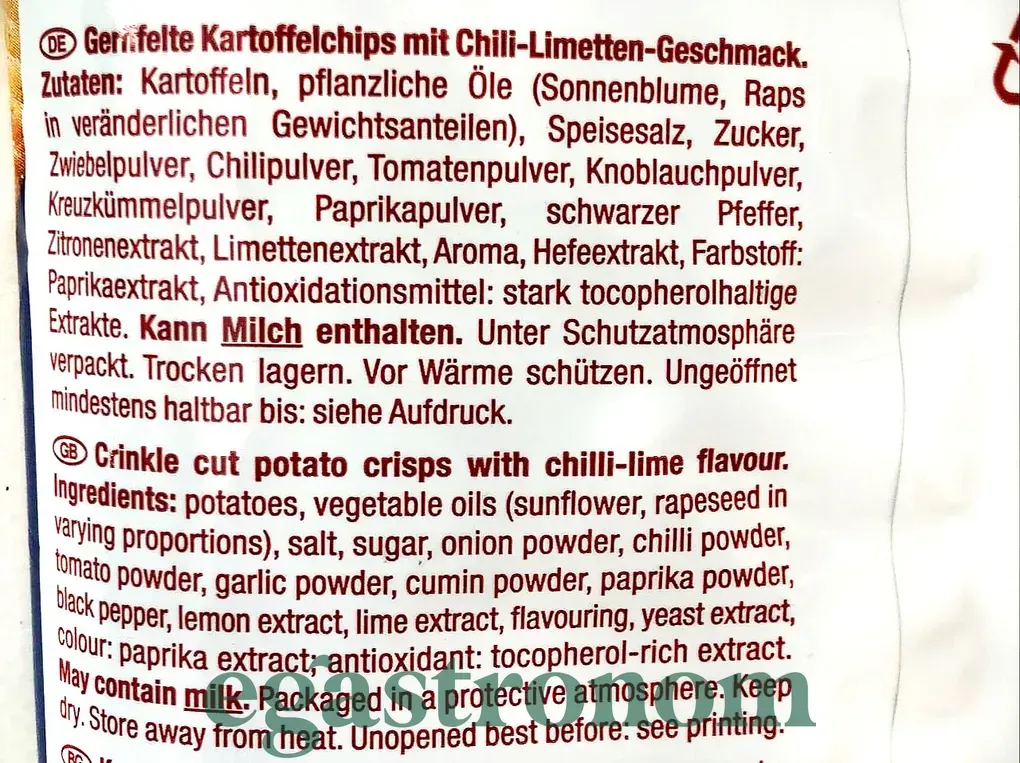 DE Geriffelte Kartoffelchips mit Chili-Limetten-Geschmack.
Zutaten: Kartoffeln, pflanzliche Öle (Sonnenblume, Raps
in veränderlichen Gewichtsanteilen), Speisesalz, Zucker,
Zwiebelpulver, Chilipulver, Tomatenpulver, Knoblauchpulver,
Kreuzkümmelpulver, Paprikapulver, schwarzer Pfeffer,
Zitronenextrakt, Limettenextrakt, Aroma, Hefeextrakt, Farbstoff:
Paprikaextrakt, Antioxidationsmittel: stark tocopherolhaltige
Extrakte. Kann Milch enthalten. Unter Schutzatmosphäre
verpackt. Trocken lagern. Vor Wärme schützen. Ungeöffnet
mindestens haltbar bis: siehe Aufdruck.
GB Crinkle cut potato crisps with chilli-lime flavour.
Ingredients: potatoes, vegetable oils (sunflower, rapeseed in
varying proportions), salt, sugar, onion powder, chilli powder,
tomato powder, garlic powder, cumin powder, paprika powder,
black pepper, lemon extract, lime extract, flavouring, yeast extract,
colour: paprika extract; antioxidant: tocopherol-rich extract.
May contain milk. Packaged in a protective atmosphere. Keep
dry. Store away from heat. Unopened best before: see printing.
egastronom
BG